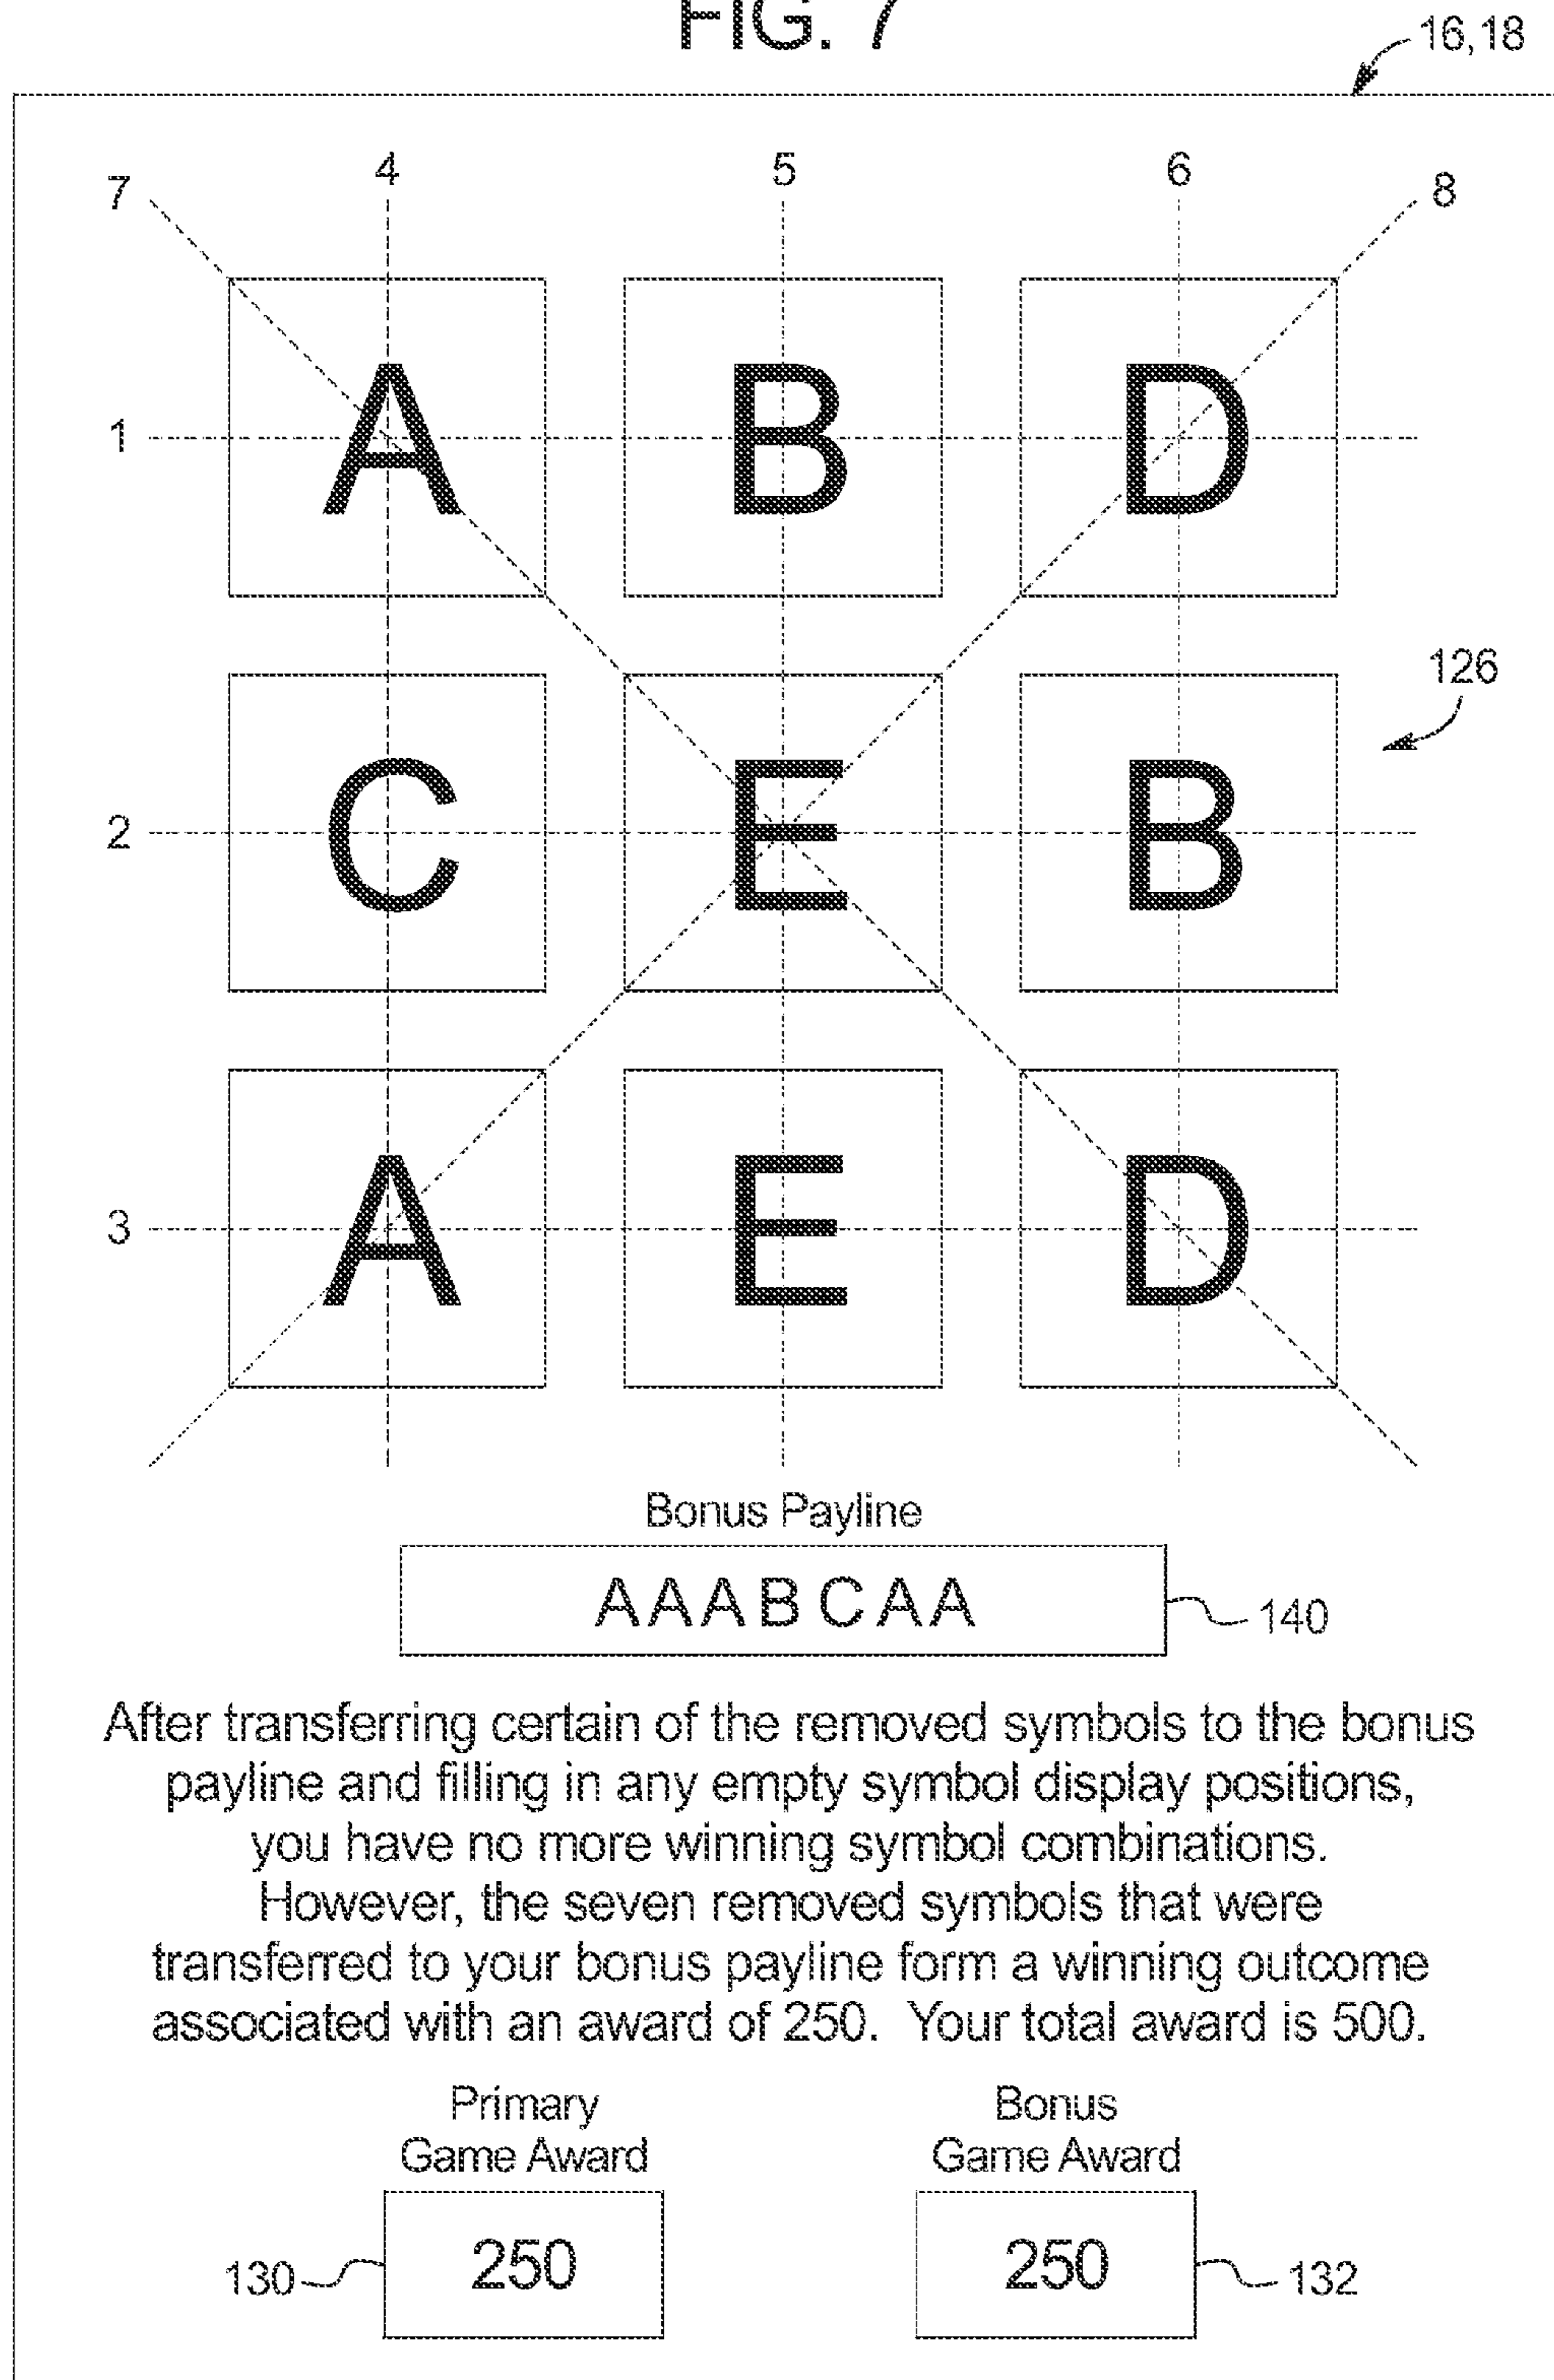 FIG. 7
16,18
7 4 5 6 8
1 A B D
126
2 C E B
3 A E D
Bonus Payline
AAABCAA
140
After transferring certain of the removed symbols to the bonus
payline and filling in any empty symbol display positions,
you have no more winning symbol combinations.
However, the seven removed symbols that were
transferred to your bonus payline form a winning outcome
associated with an award of 250. Your total award is 500.
Primary Bonus
Game Award Game Award
130 250 250 132